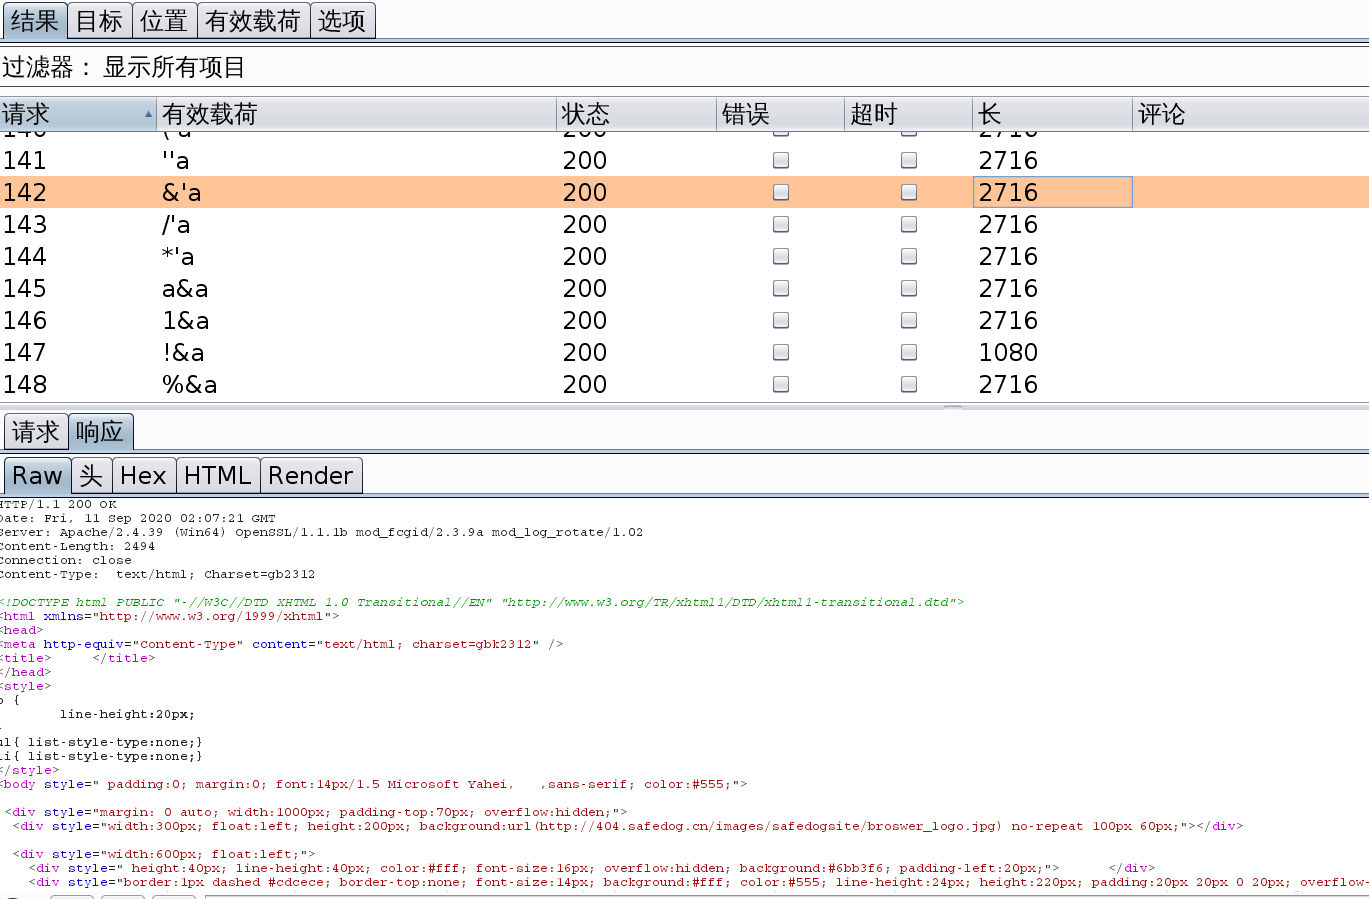 结果 目标 位置 有效载荷 选项
过滤器： 显示所有项目
请求 有效载荷 状态 错误 超时 长 评论
140 ('a 200 2716
141 ''a 200 2716
142 &'a 200 2716
143 /'a 200 2716
144 *'a 200 2716
145 a&a 200 2716
146 1&a 200 2716
147 !&a 200 1080
148 %&a 200 2716
请求 响应
Raw 头 Hex HTML Render
HTTP/1.1 200 OK
Date: Fri, 11 Sep 2020 02:07:21 GMT
Server: Apache/2.4.39 (Win64) OpenSSL/1.1.1b mod_fcgid/2.3.9a mod_log_rotate/1.02
Content-Length: 2494
Connection: close
Content-Type:  text/html; Charset=gb2312
<!DOCTYPE html PUBLIC "-//W3C//DTD XHTML 1.0 Transitional//EN" "http://www.w3.org/TR/xhtml1/DTD/xhtml1-transitional.dtd">
<html xmlns="http://www.w3.org/1999/xhtml">
<head>
<meta http-equiv="Content-Type" content="text/html; charset=gbk2312" />
<title>     </title>
</head>
<style>
p {
line-height:20px;
}
ul{ list-style-type:none;}
li{ list-style-type:none;}
</style>
<body style=" padding:0; margin:0; font:14px/1.5 Microsoft Yahei,   ,sans-serif; color:#555;">
<div style="margin: 0 auto; width:1000px; padding-top:70px; overflow:hidden;">
<div style="width:300px; float:left; height:200px; background:url(http://404.safedog.cn/images/safedogsite/broswer_logo.jpg) no-repeat 100px 60px;"></div>
<div style="width:600px; float:left;">
<div style=" height:40px; line-height:40px; color:#fff; font-size:16px; overflow:hidden; background:#6bb3f6; padding-left:20px;">      </div>
<div style="border:1px dashed #cdcece; border-top:none; font-size:14px; background:#fff; color:#555; line-height:24px; height:220px; padding:20px 20px 0 20px; overflow-